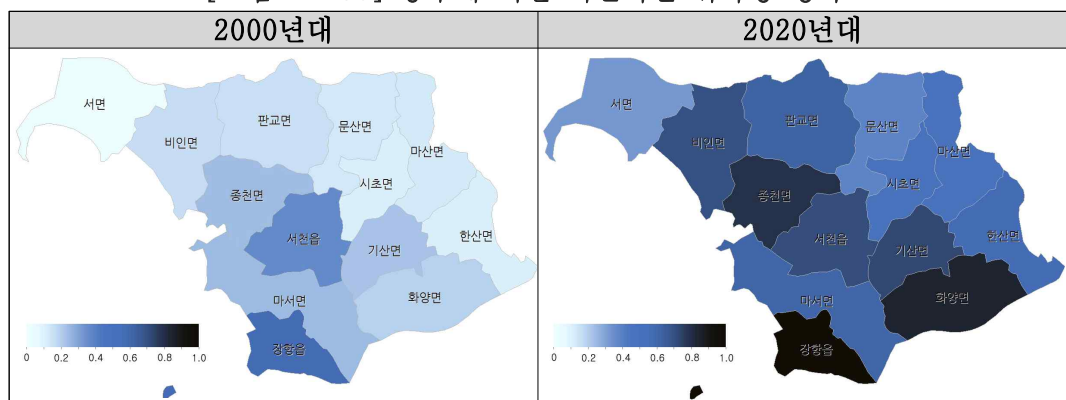 2000년대
2020년대
서면
비인면
판교면
문산면
마산면
종천면
시초면
서천읍
기산면
한산면
마서면
화양면
장항읍
0 0.2 0.4 0.6 0.8 1.0
서면
비인면
판교면
문산면
마산면
종천면
시초면
서천읍
기산면
한산면
마서면
화양면
장항읍
0 0.2 0.4 0.6 0.8 1.0